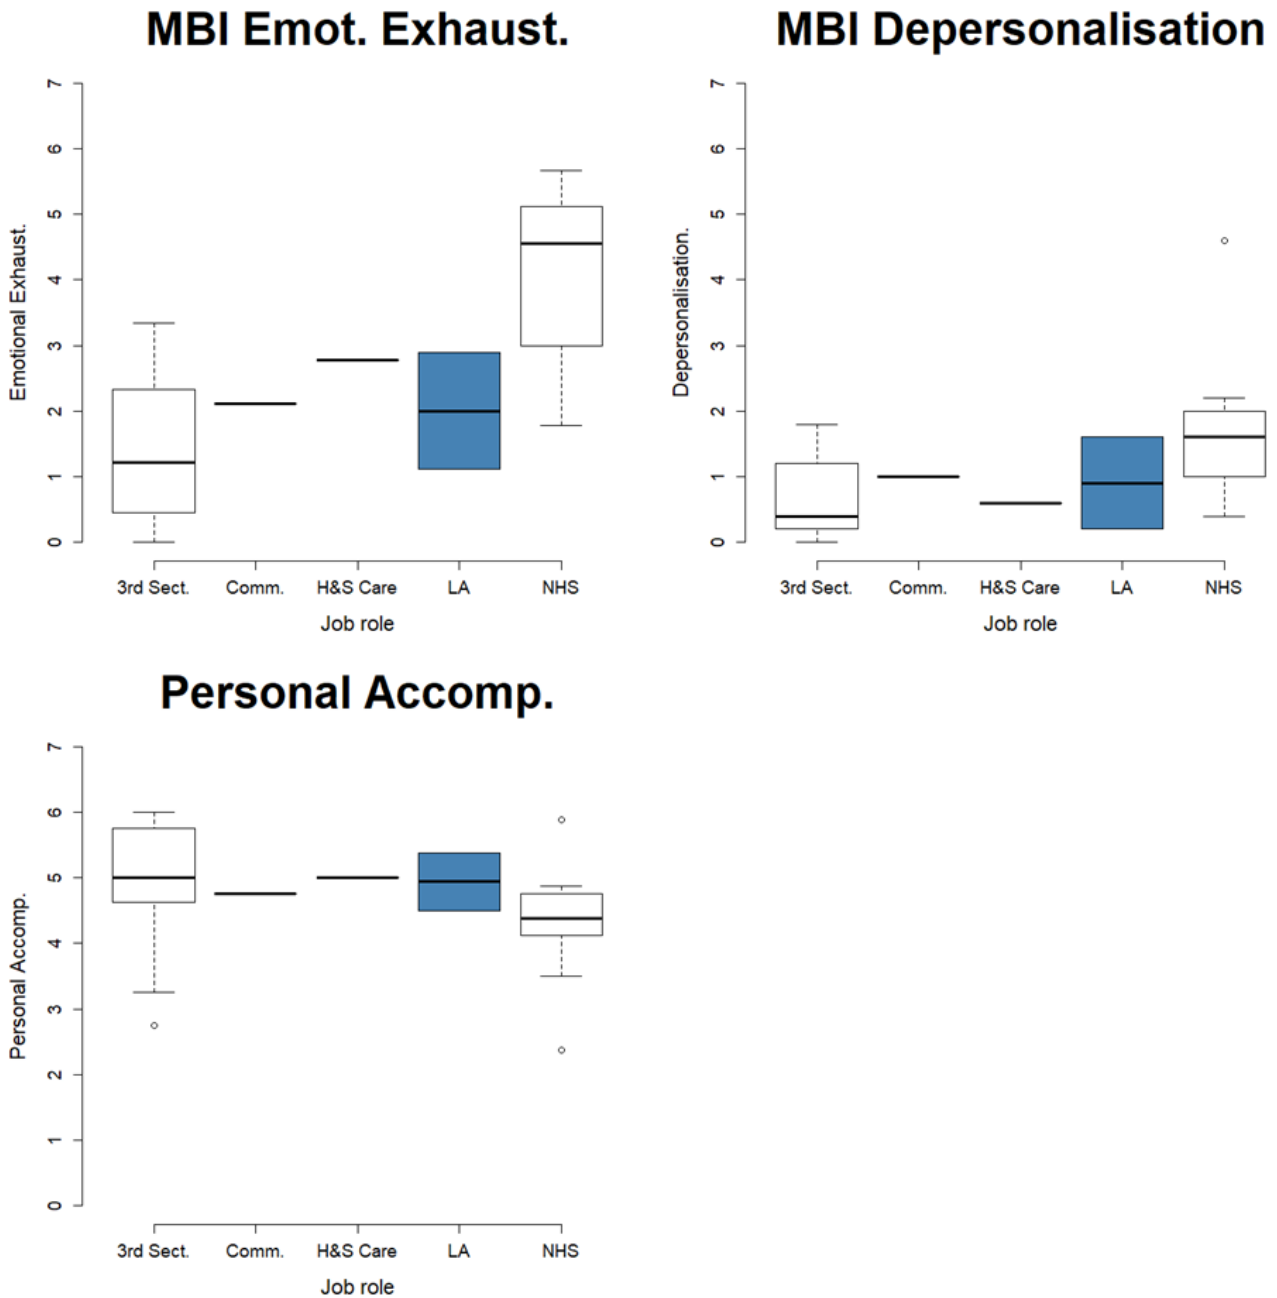 MBI Emot. Exhaust.
7
6
5
4
3
2
1
0
Emotional Exhaust.
3rd Sect. Comm. H&S Care LA NHS
Job role
MBI Depersonalisation
7
6
5
4
3
2
1
0
Depersonalisation.
3rd Sect. Comm. H&S Care LA NHS
Job role
Personal Accomp.
7
6
5
4
3
2
1
0
Personal Accomp.
3rd Sect. Comm. H&S Care LA NHS
Job role